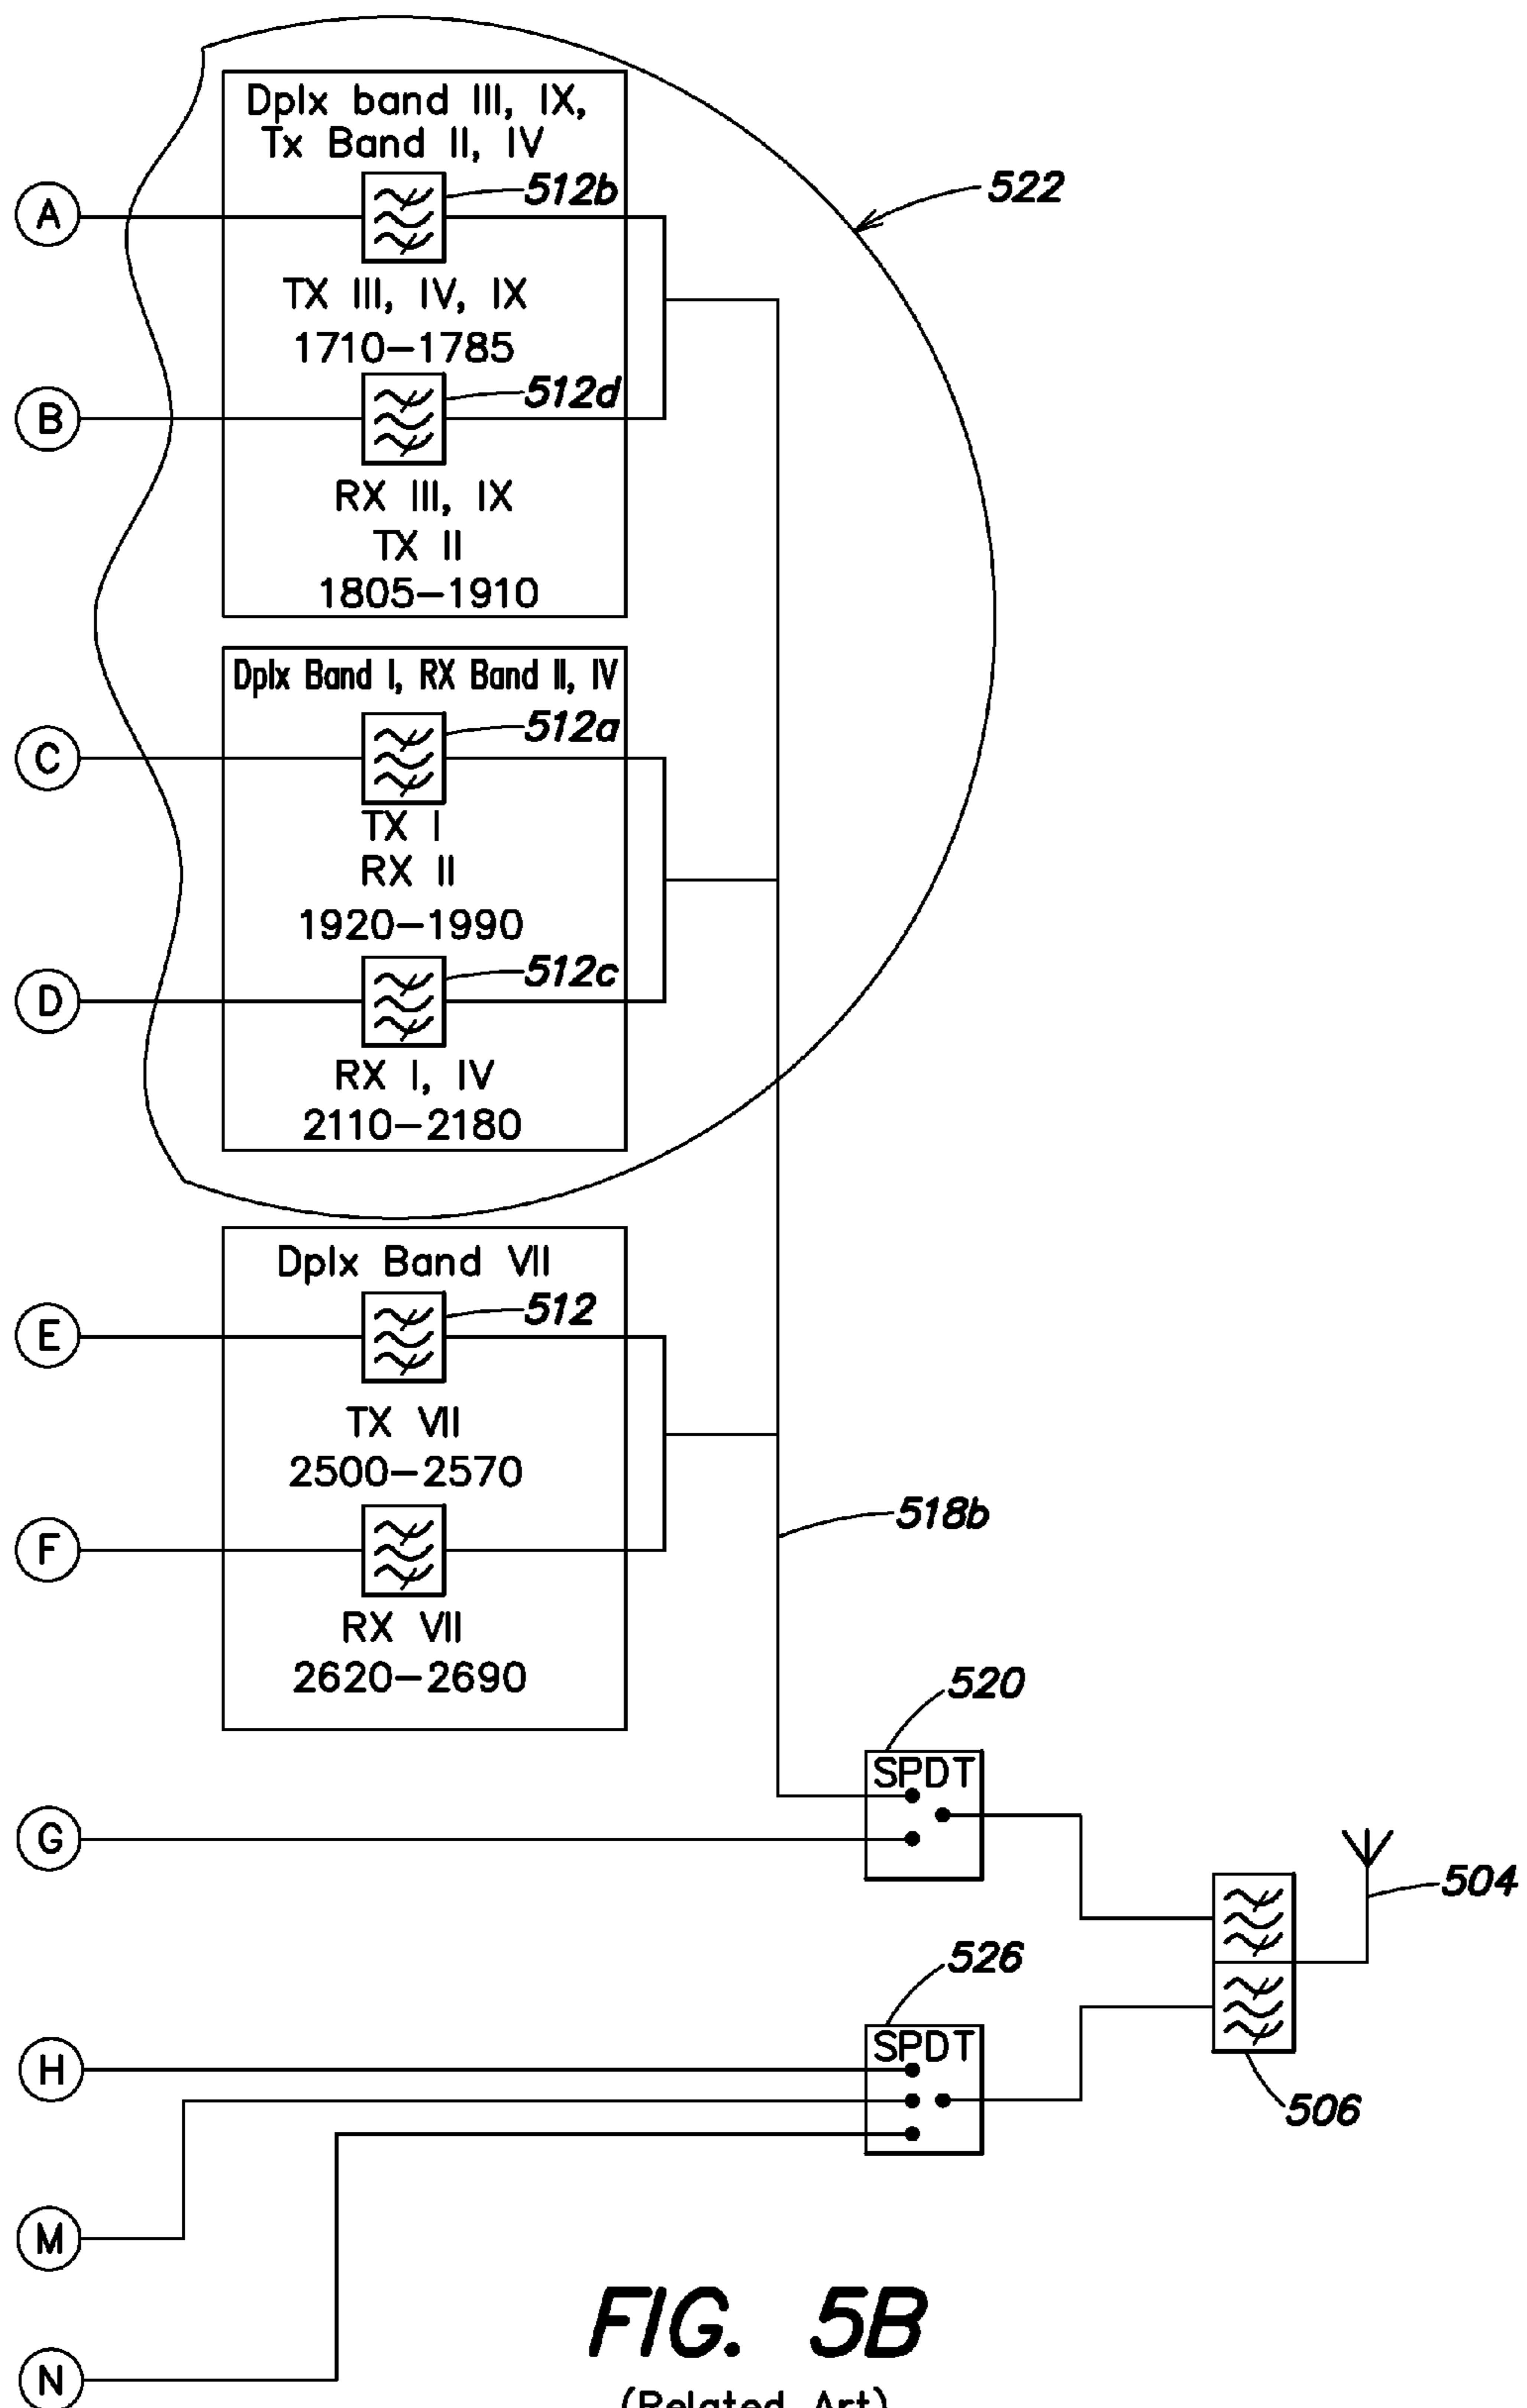 Dplx band III, IX,
Tx Band II, IV
512b
522
A
TX III, IV, IX
1710-1785
512d
B
RX III, IX
TX II
1805-1910
Dplx Band I, RX Band II, IV
512a
C
TX I
RX II
1920-1990
512c
D
RX I, IV
2110-2180
Dplx Band VII
512
E
TX VII
2500-2570
518b
F
RX VII
2620-2690
520
SPDT
G
504
526
SPDT
H
506
M
FIG. 5B
N
(Related Art)